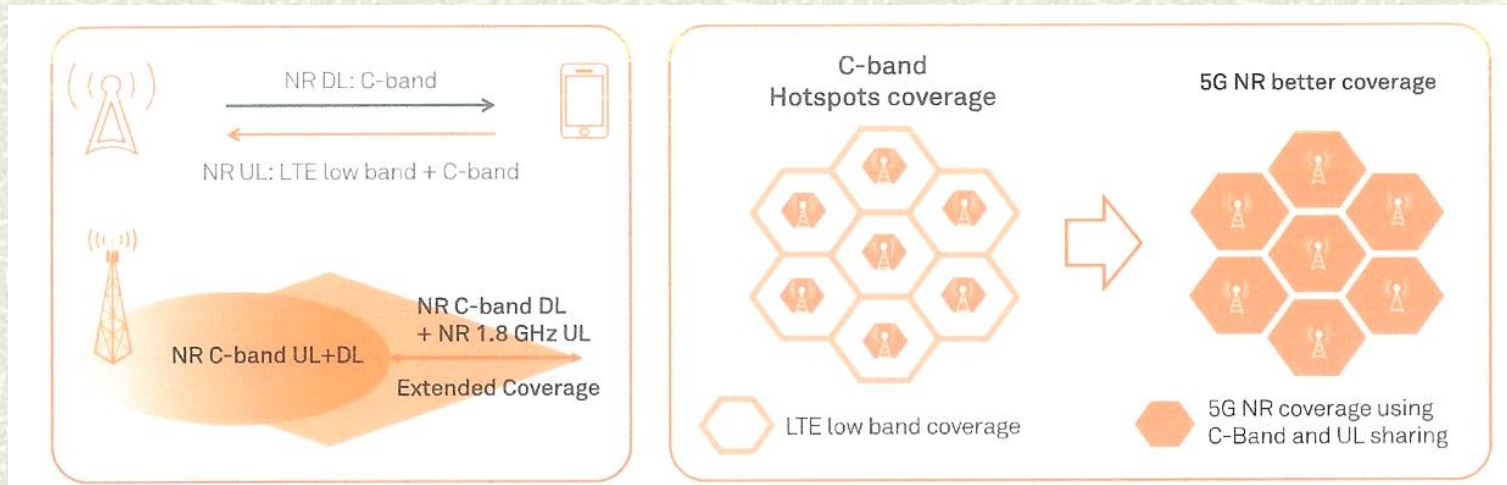 NR DL: C-band
NR UL: LTE low band + C-band
NR C-band DL
+ NR 1.8 GHz UL
NR C-band UL+DL
Extended Coverage
C-band
Hotspots coverage
5G NR better coverage
LTE low band coverage
5G NR coverage using
C-Band and UL sharing